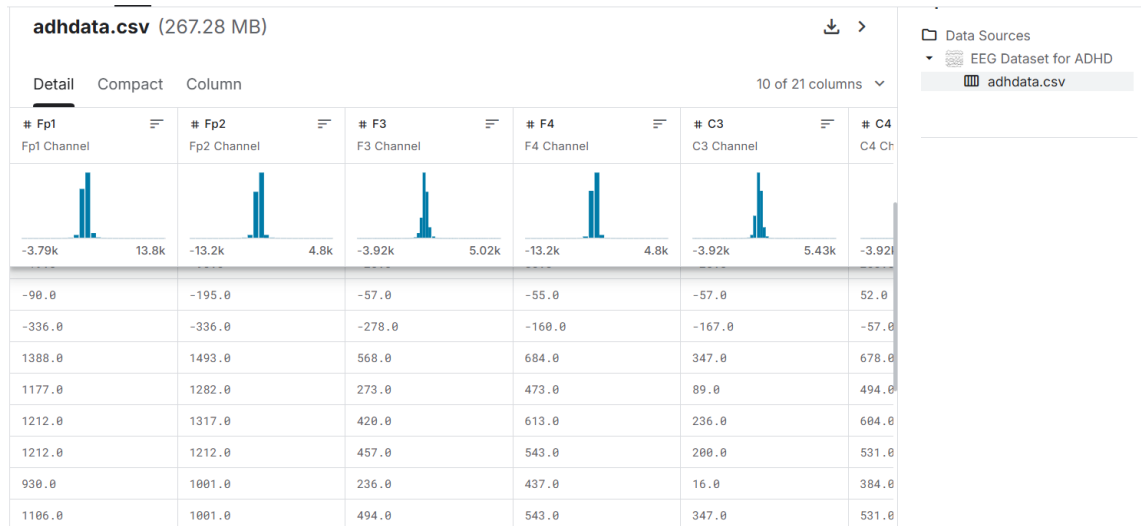 adhdata.csv (267.28 MB)
Detail Compact Column 10 of 21 columns
# Fp1 # Fp2 # F3 # F4 # C3 # C4
Fp1 Channel Fp2 Channel F3 Channel F4 Channel C3 Channel C4 Ch
-3.79k 13.8k -13.2k 4.8k -3.92k 5.02k -13.2k 4.8k -3.92k 5.43k -3.92k
-90.0 -195.0 -57.0 -55.0 -57.0 52.0
-336.0 -336.0 -278.0 -160.0 -167.0 -57.0
1388.0 1493.0 568.0 684.0 347.0 678.0
1177.0 1282.0 273.0 473.0 89.0 494.0
1212.0 1317.0 420.0 613.0 236.0 604.0
1212.0 1212.0 457.0 543.0 200.0 531.0
930.0 1001.0 236.0 437.0 16.0 384.0
1106.0 1001.0 494.0 543.0 347.0 531.0
Data Sources
EEG Dataset for ADHD
adhdata.csv